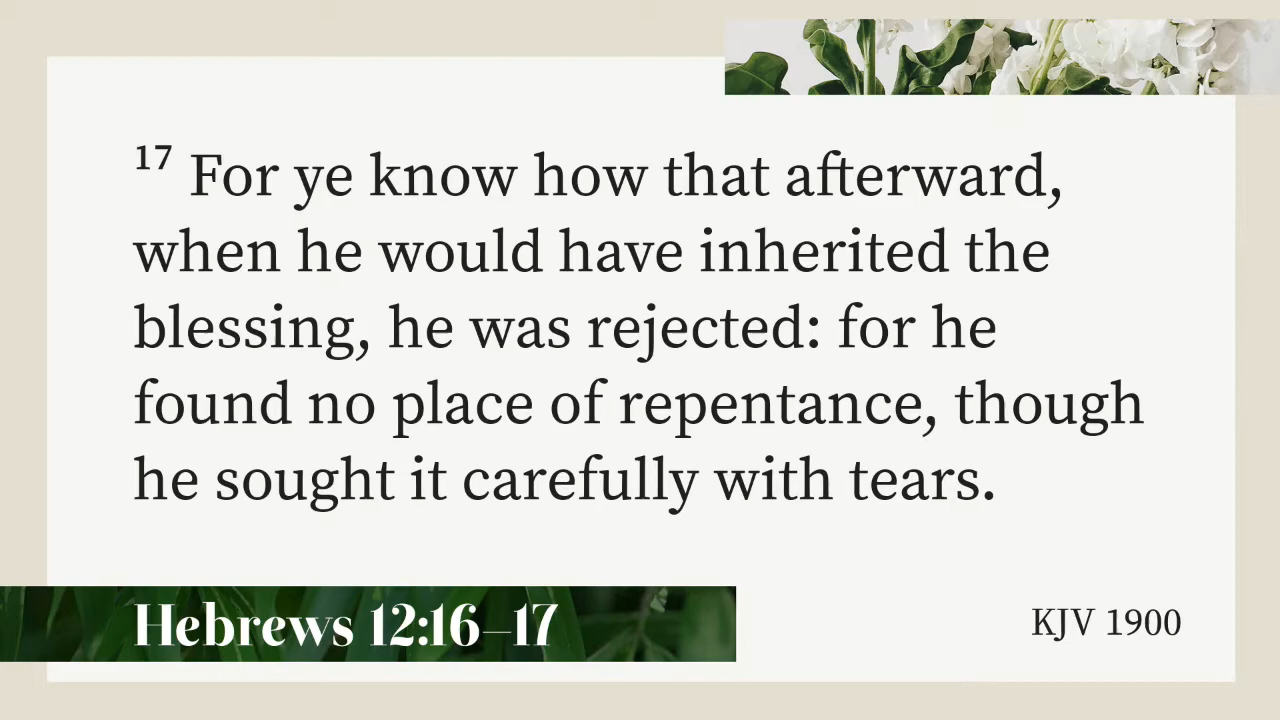 ¹⁷ For ye know how that afterward,
when he would have inherited the
blessing, he was rejected: for he
found no place of repentance, though
he sought it carefully with tears.
Hebrews 12:16–17
KJV 1900